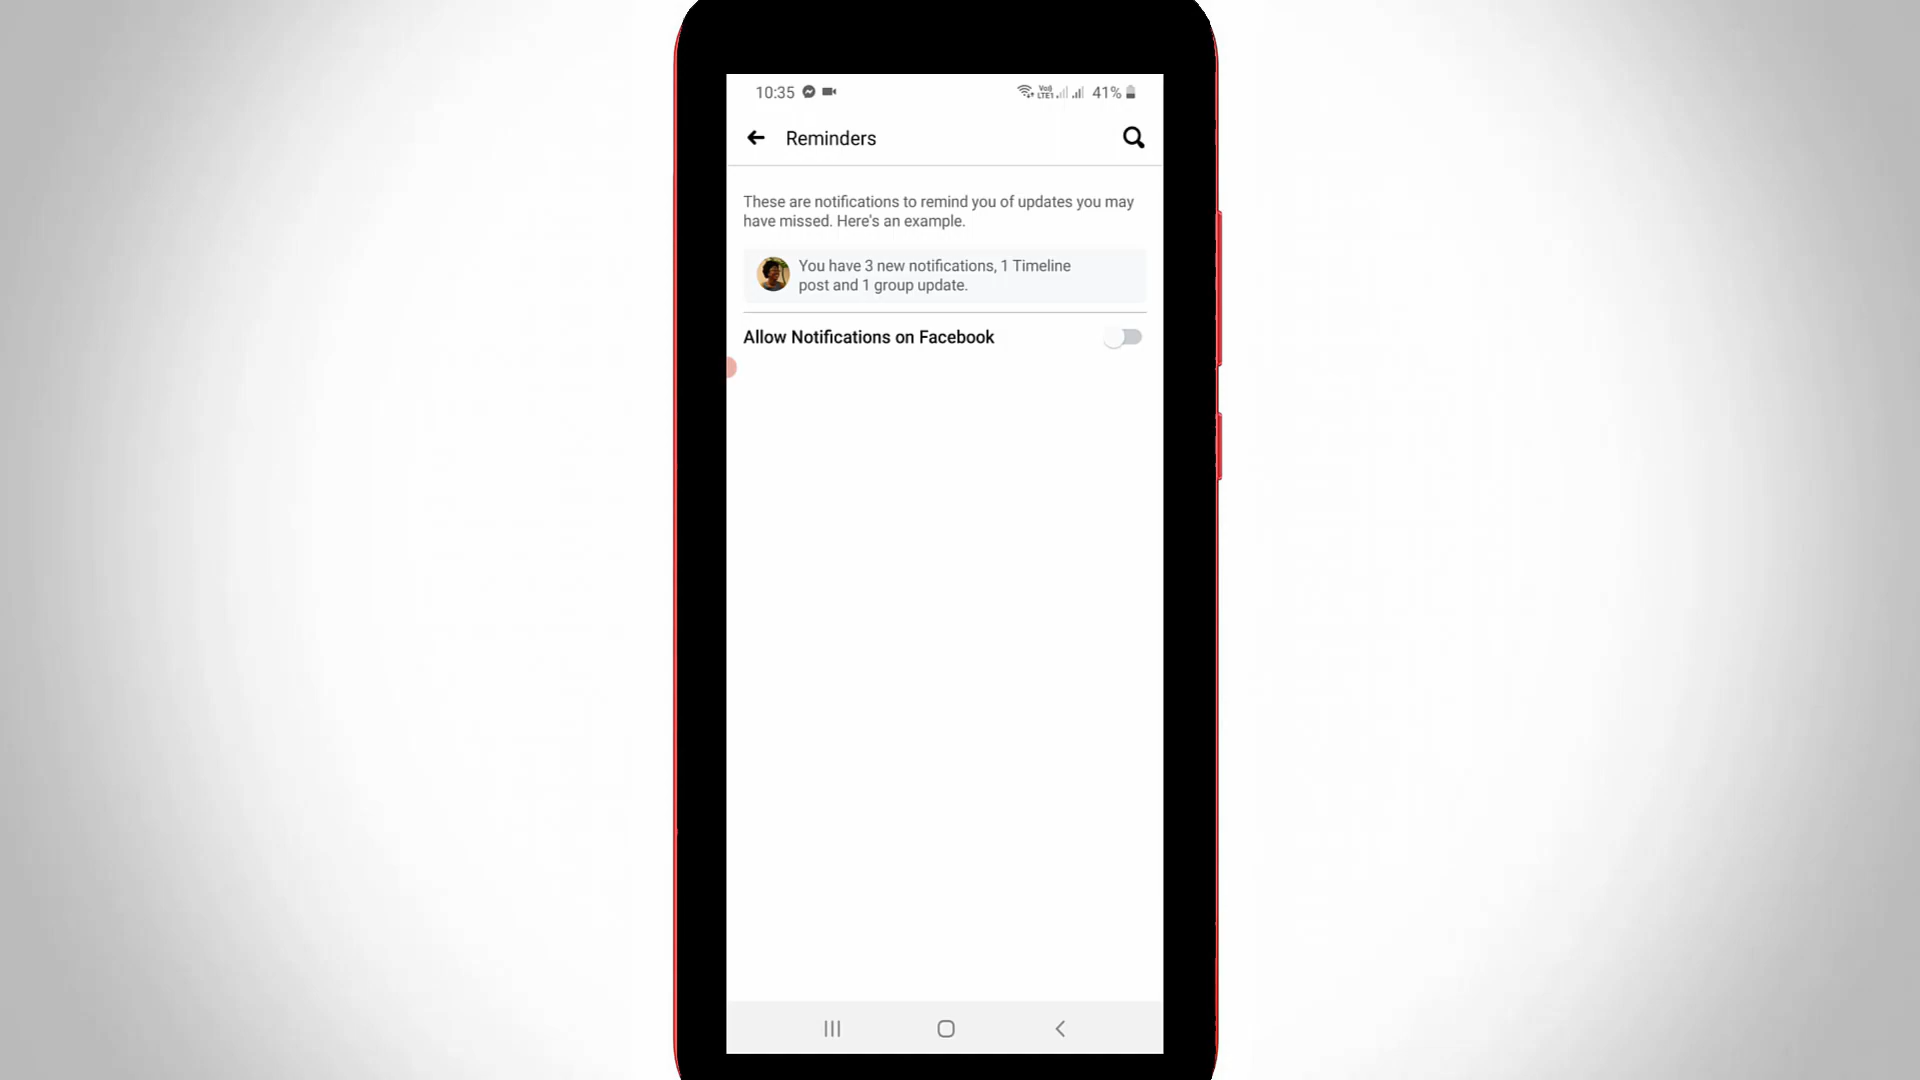 10:35 41%
Reminders
These are notifications to remind you of updates you may
have missed. Here's an example.
You have 3 new notifications, 1 Timeline
post and 1 group update.
Allow Notifications on Facebook